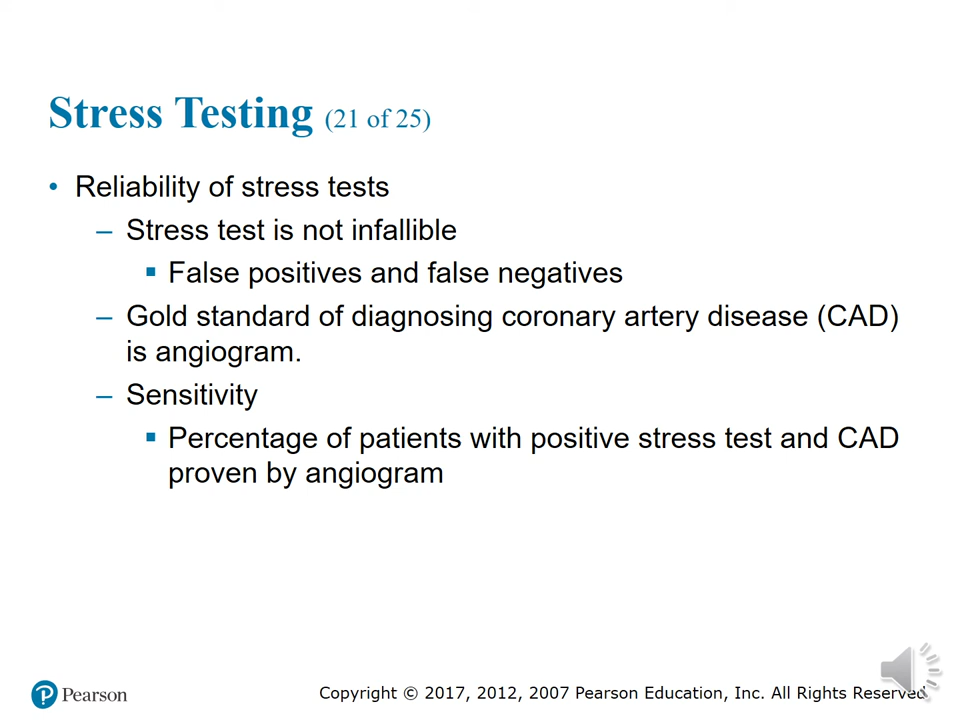 Stress Testing (21 of 25)
• Reliability of stress tests
– Stress test is not infallible
▪ False positives and false negatives
– Gold standard of diagnosing coronary artery disease (CAD)
is angiogram.
– Sensitivity
▪ Percentage of patients with positive stress test and CAD
proven by angiogram
Pearson
Copyright © 2017, 2012, 2007 Pearson Education, Inc. All Rights Reserved